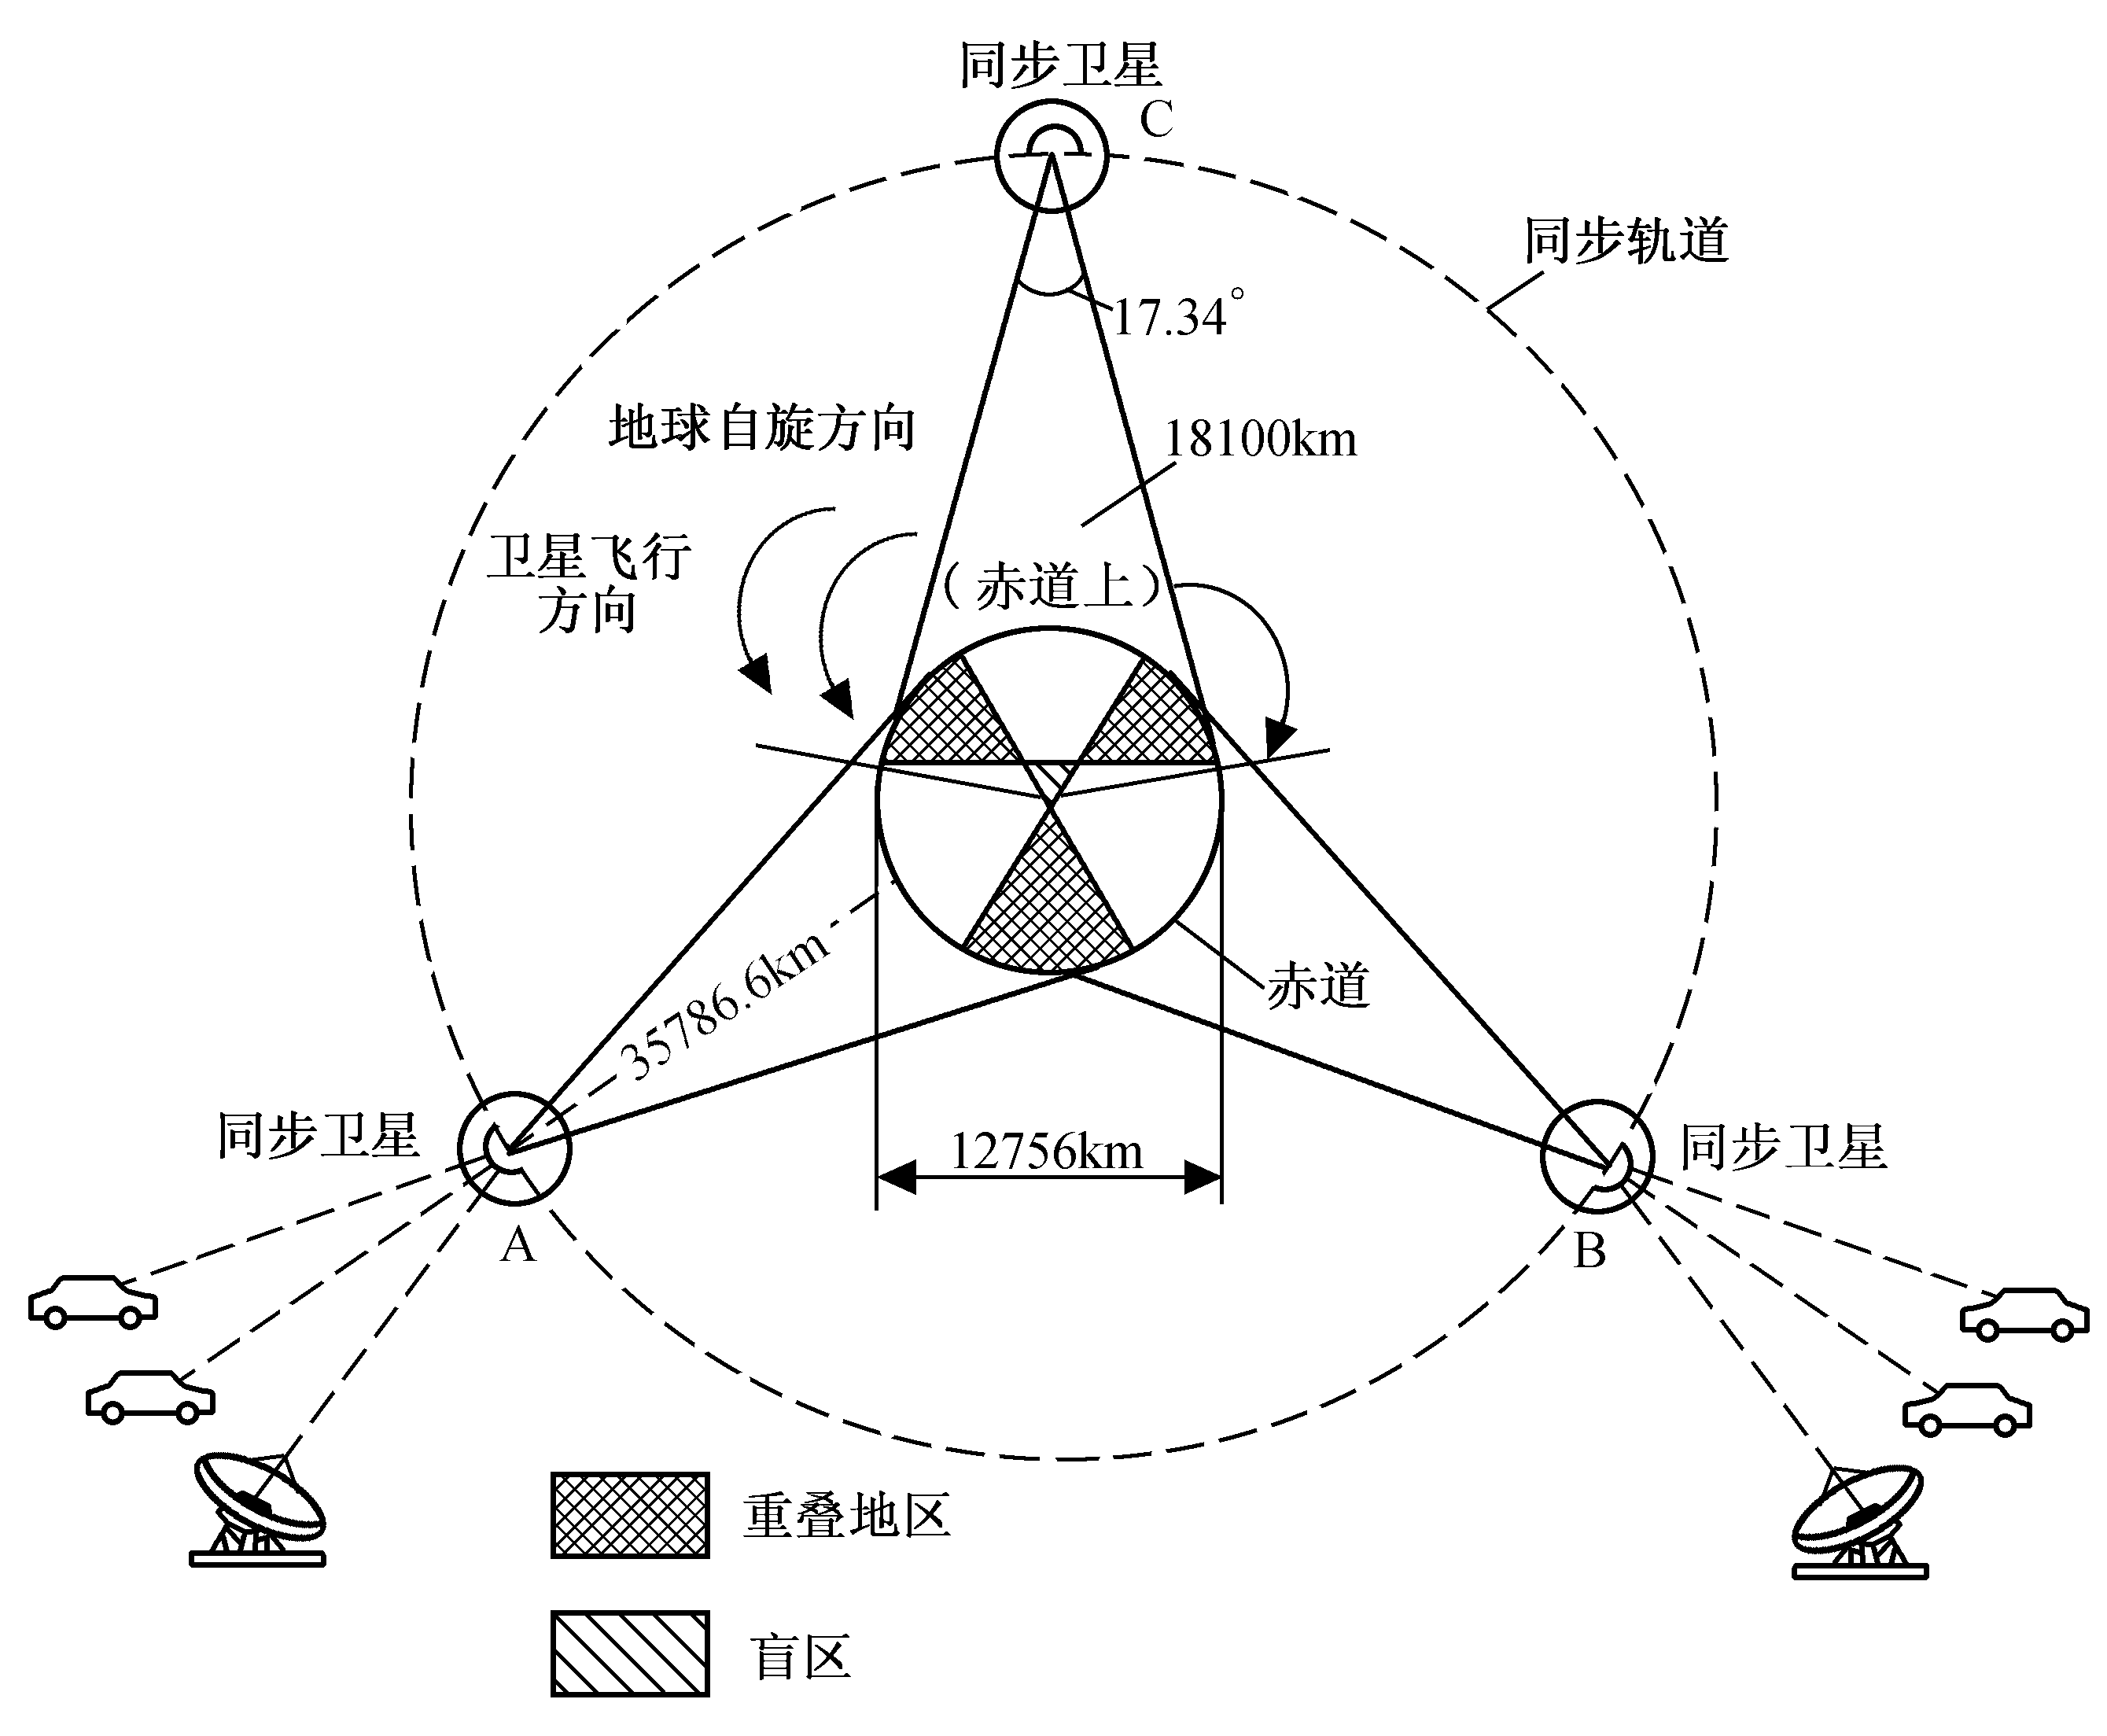 同步卫星
C
同步轨道
17.34°
地球自旋方向
18100km
卫星飞行
方向
（赤道上）
35786.6km
赤道
同步卫星
12756km
同步卫星
A
B
重叠地区
盲区